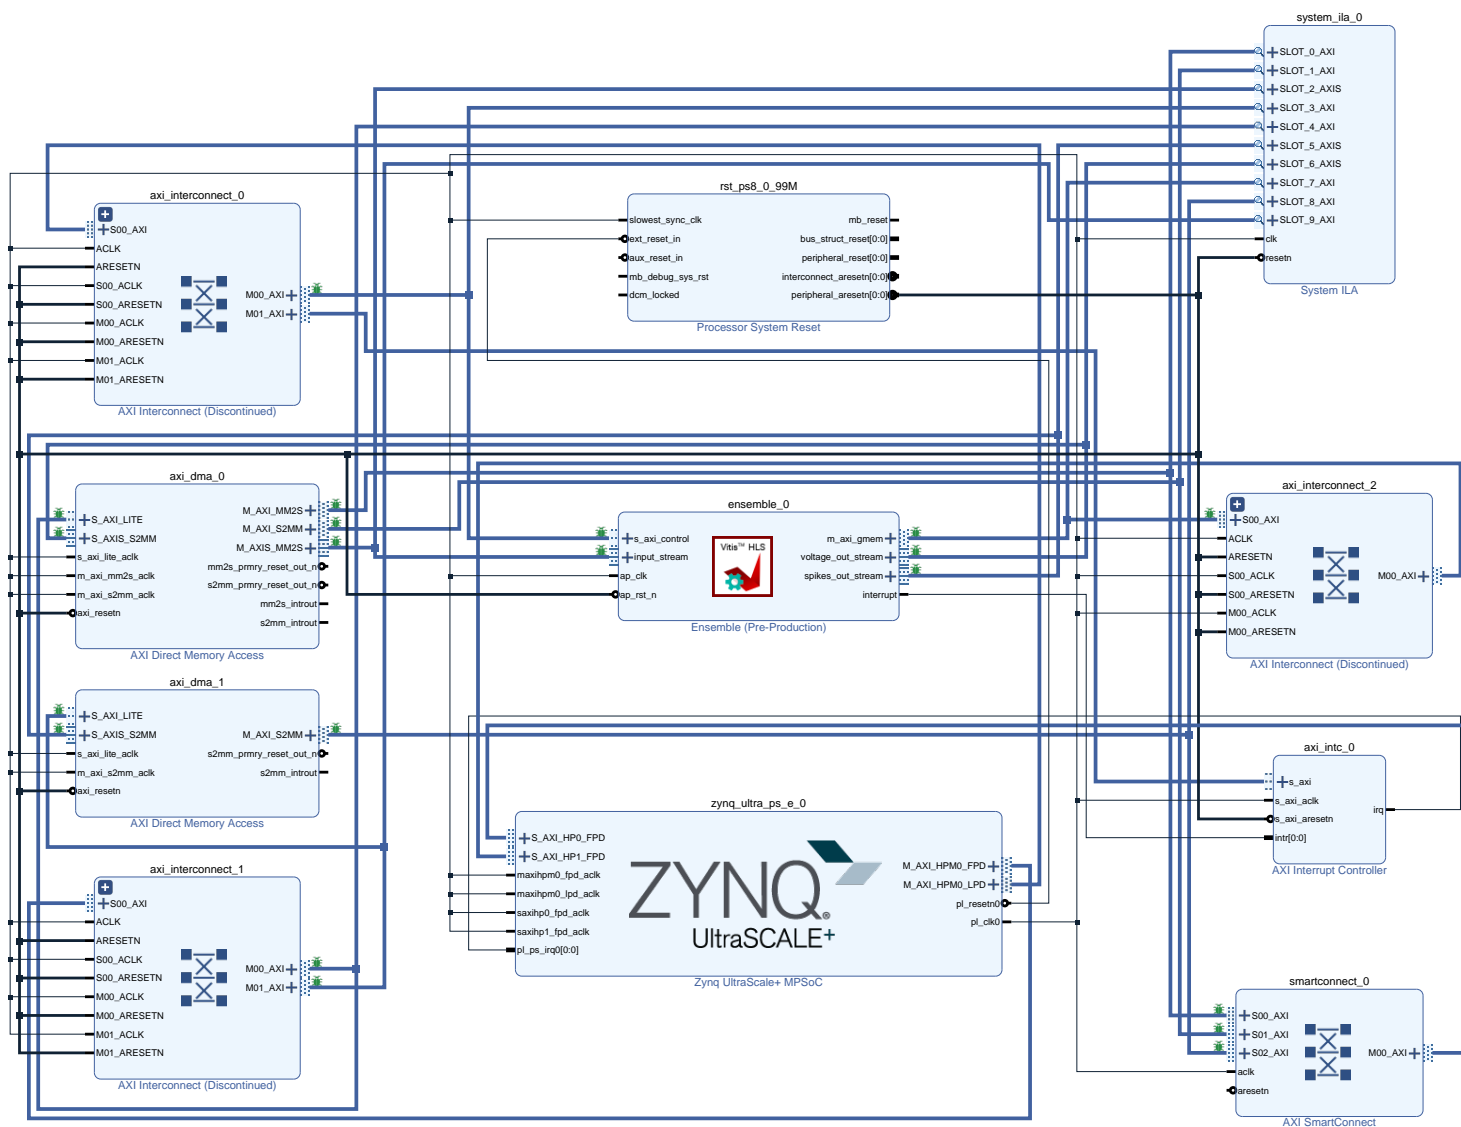 system_ila_0
SLOT_0_AXI
SLOT_1_AXI
SLOT_2_AXIS
SLOT_3_AXI
SLOT_4_AXI
SLOT_5_AXIS
SLOT_6_AXIS
SLOT_7_AXI
SLOT_8_AXI
SLOT_9_AXI
clk
resetn
System ILA
axi_interconnect_0
S00_AXI
ACLK
ARESETN
S00_ACLK
S00_ARESETN
M00_ACLK
M00_ARESETN
M01_ACLK
M01_ARESETN
M00_AXI
M01_AXI
AXI Interconnect (Discontinued)
rst_ps8_0_99M
slowest_sync_clk
ext_reset_in
aux_reset_in
mb_debug_sys_rst
dcm_locked
mb_reset
bus_struct_reset[0:0]
peripheral_reset[0:0]
interconnect_aresetn[0:0]
peripheral_aresetn[0:0]
Processor System Reset
axi_dma_0
S_AXI_LITE
S_AXIS_S2MM
s_axi_lite_aclk
m_axi_mm2s_aclk
m_axi_s2mm_aclk
axi_resetn
M_AXI_MM2S
M_AXI_S2MM
M_AXIS_MM2S
mm2s_prmry_reset_out_n
s2mm_prmry_reset_out_n
mm2s_introut
s2mm_introut
AXI Direct Memory Access
ensemble_0
s_axi_control
input_stream
ap_clk
ap_rst_n
Vitis™ HLS
m_axi_gmem
voltage_out_stream
spikes_out_stream
interrupt
Ensemble (Pre-Production)
axi_interconnect_2
S00_AXI
ACLK
ARESETN
S00_ACLK
S00_ARESETN
M00_ACLK
M00_ARESETN
M00_AXI
AXI Interconnect (Discontinued)
axi_dma_1
S_AXI_LITE
S_AXIS_S2MM
s_axi_lite_aclk
m_axi_s2mm_aclk
axi_resetn
M_AXI_S2MM
s2mm_prmry_reset_out_n
s2mm_introut
AXI Direct Memory Access
axi_intc_0
s_axi
s_axi_aclk
s_axi_aresetn
intr[0:0]
irq
AXI Interrupt Controller
zynq_ultra_ps_e_0
S_AXI_HP0_FPD
S_AXI_HP1_FPD
maxihpm0_fpd_aclk
maxihpm0_lpd_aclk
saxihp0_fpd_aclk
saxihp1_fpd_aclk
pl_ps_irq0[0:0]
ZYNQ®
UltraSCALE+
M_AXI_HPM0_FPD
M_AXI_HPM0_LPD
pl_resetn0
pl_clk0
Zynq UltraScale+ MPSoC
axi_interconnect_1
S00_AXI
ACLK
ARESETN
S00_ACLK
S00_ARESETN
M00_ACLK
M00_ARESETN
M01_ACLK
M01_ARESETN
M00_AXI
M01_AXI
AXI Interconnect (Discontinued)
smartconnect_0
S00_AXI
S01_AXI
S02_AXI
aclk
aresetn
M00_AXI
AXI SmartConnect